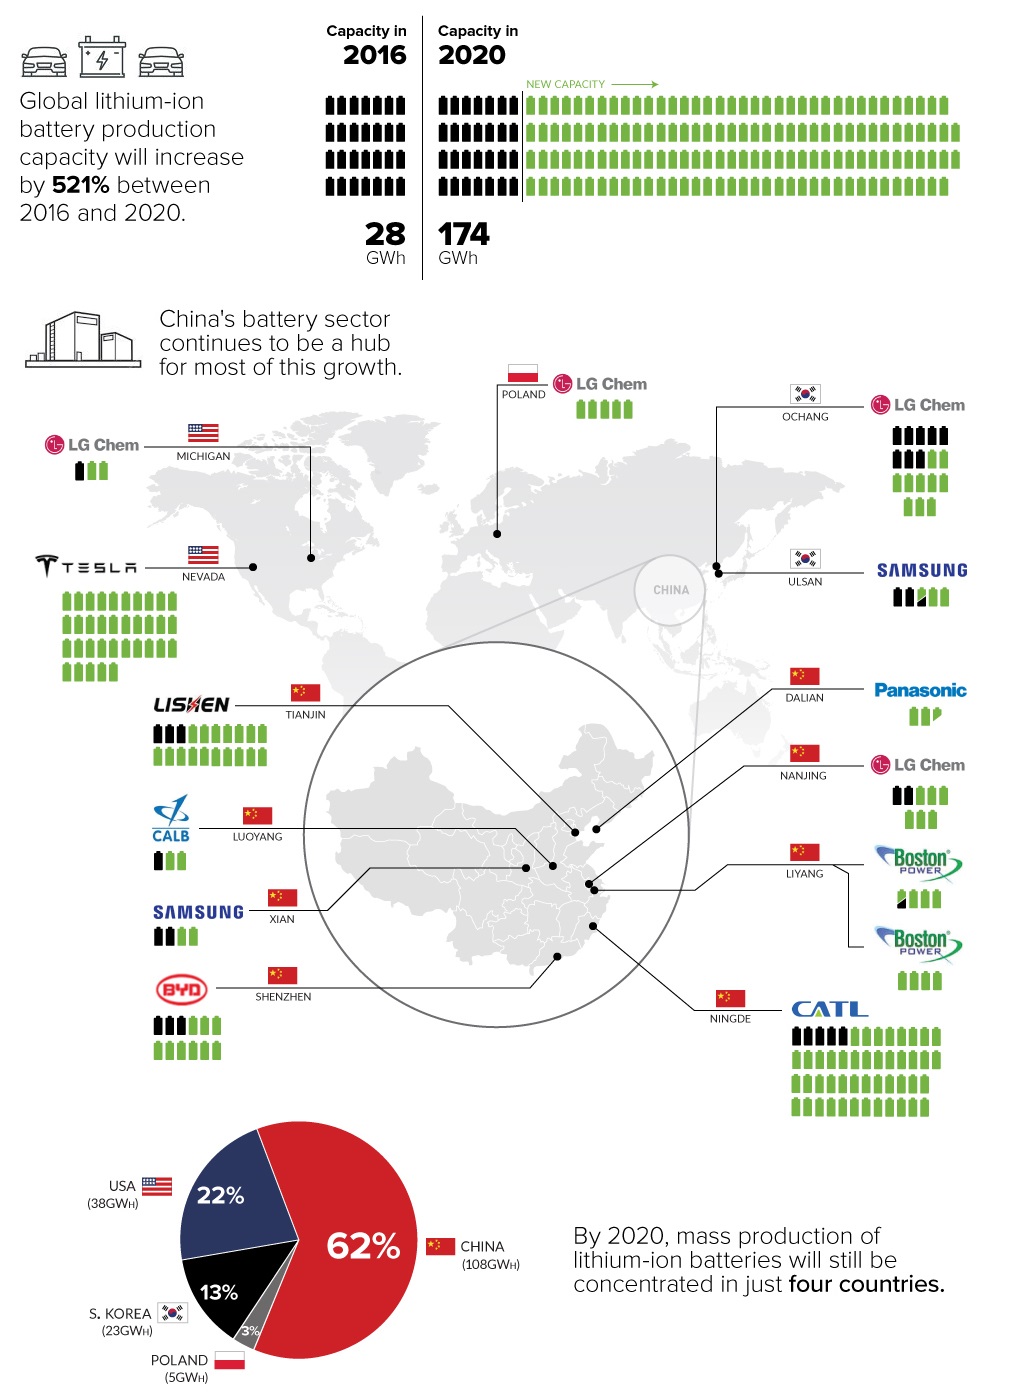 Global lithium-ion
battery production
capacity will increase
by 521% between
2016 and 2020.
Capacity in
2016
28
GWh
Capacity in
2020
NEW CAPACITY
174
GWh
China's battery sector
continues to be a hub
for most of this growth.
LG Chem
MICHIGAN
TESLA
NEVADA
POLAND
LG Chem
OCHANG
LG Chem
ULSAN
SAMSUNG
CHINA
LISHEN
TIANJIN
CALB
LUOYANG
SAMSUNG
XIAN
BYD
SHENZHEN
DALIAN
Panasonic
NANJING
LG Chem
LIYANG
Boston
POWER
Boston
POWER
NINGDE
CATL
USA
(38GWH)
22%
62%
CHINA
(108GWH)
13%
S. KOREA
(23GWH)
3%
POLAND
(5GWH)
By 2020, mass production of
lithium-ion batteries will still be
concentrated in just four countries.